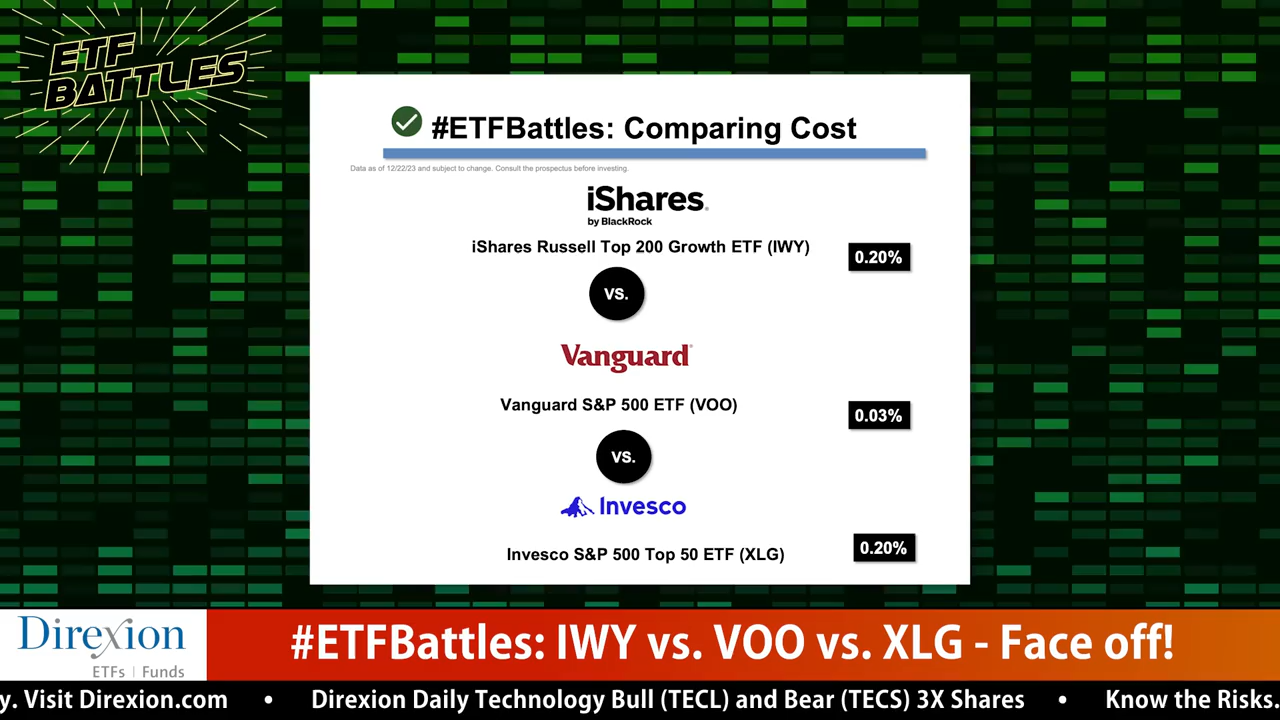 ETF
BATTLES
#ETFBattles: Comparing Cost
Data as of 12/22/23 and subject to change. Consult the prospectus before investing.
iShares®
by BlackRock
iShares Russell Top 200 Growth ETF (IWY)
0.20%
VS.
Vanguard®
Vanguard S&P 500 ETF (VOO)
0.03%
VS.
Invesco
Invesco S&P 500 Top 50 ETF (XLG)
0.20%
Direxion
ETFs | Funds
#ETFBattles: IWY vs. VOO vs. XLG - Face off!
y. Visit Direxion.com • Direxion Daily Technology Bull (TECL) and Bear (TECS) 3X Shares • Know the Risks.